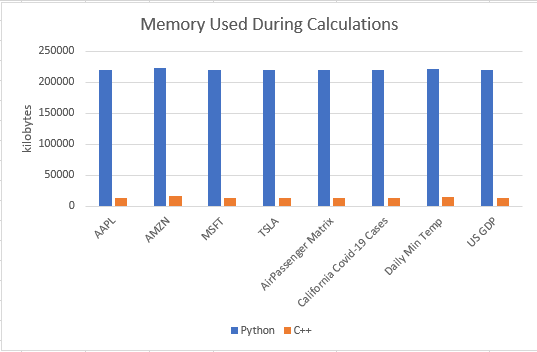 Memory Used During Calculations
250000
200000
150000
100000
50000
0
kilobytes
AAPL
AMZN
MSFT
TSLA
AirPassenger Matrix
California Covid-19 Cases
Daily Min Temp
US GDP
Python C++